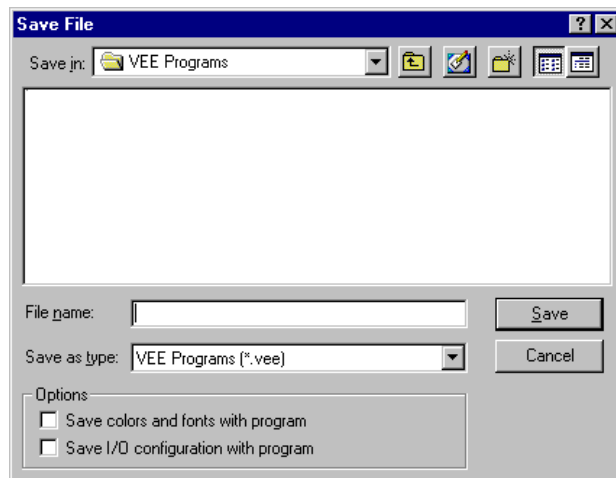 Save File
Save in: VEE Programs
File name:
Save
Save as type: VEE Programs (*.vee)
Cancel
Options
Save colors and fonts with program
Save I/O configuration with program